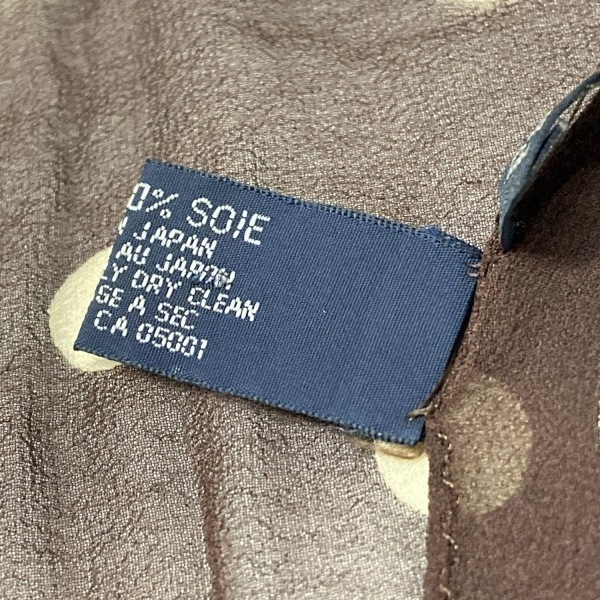 0% SOIE
N JAPAN
AU JAPON
LY DRY CLEAN
GE A SEC
CA 05001